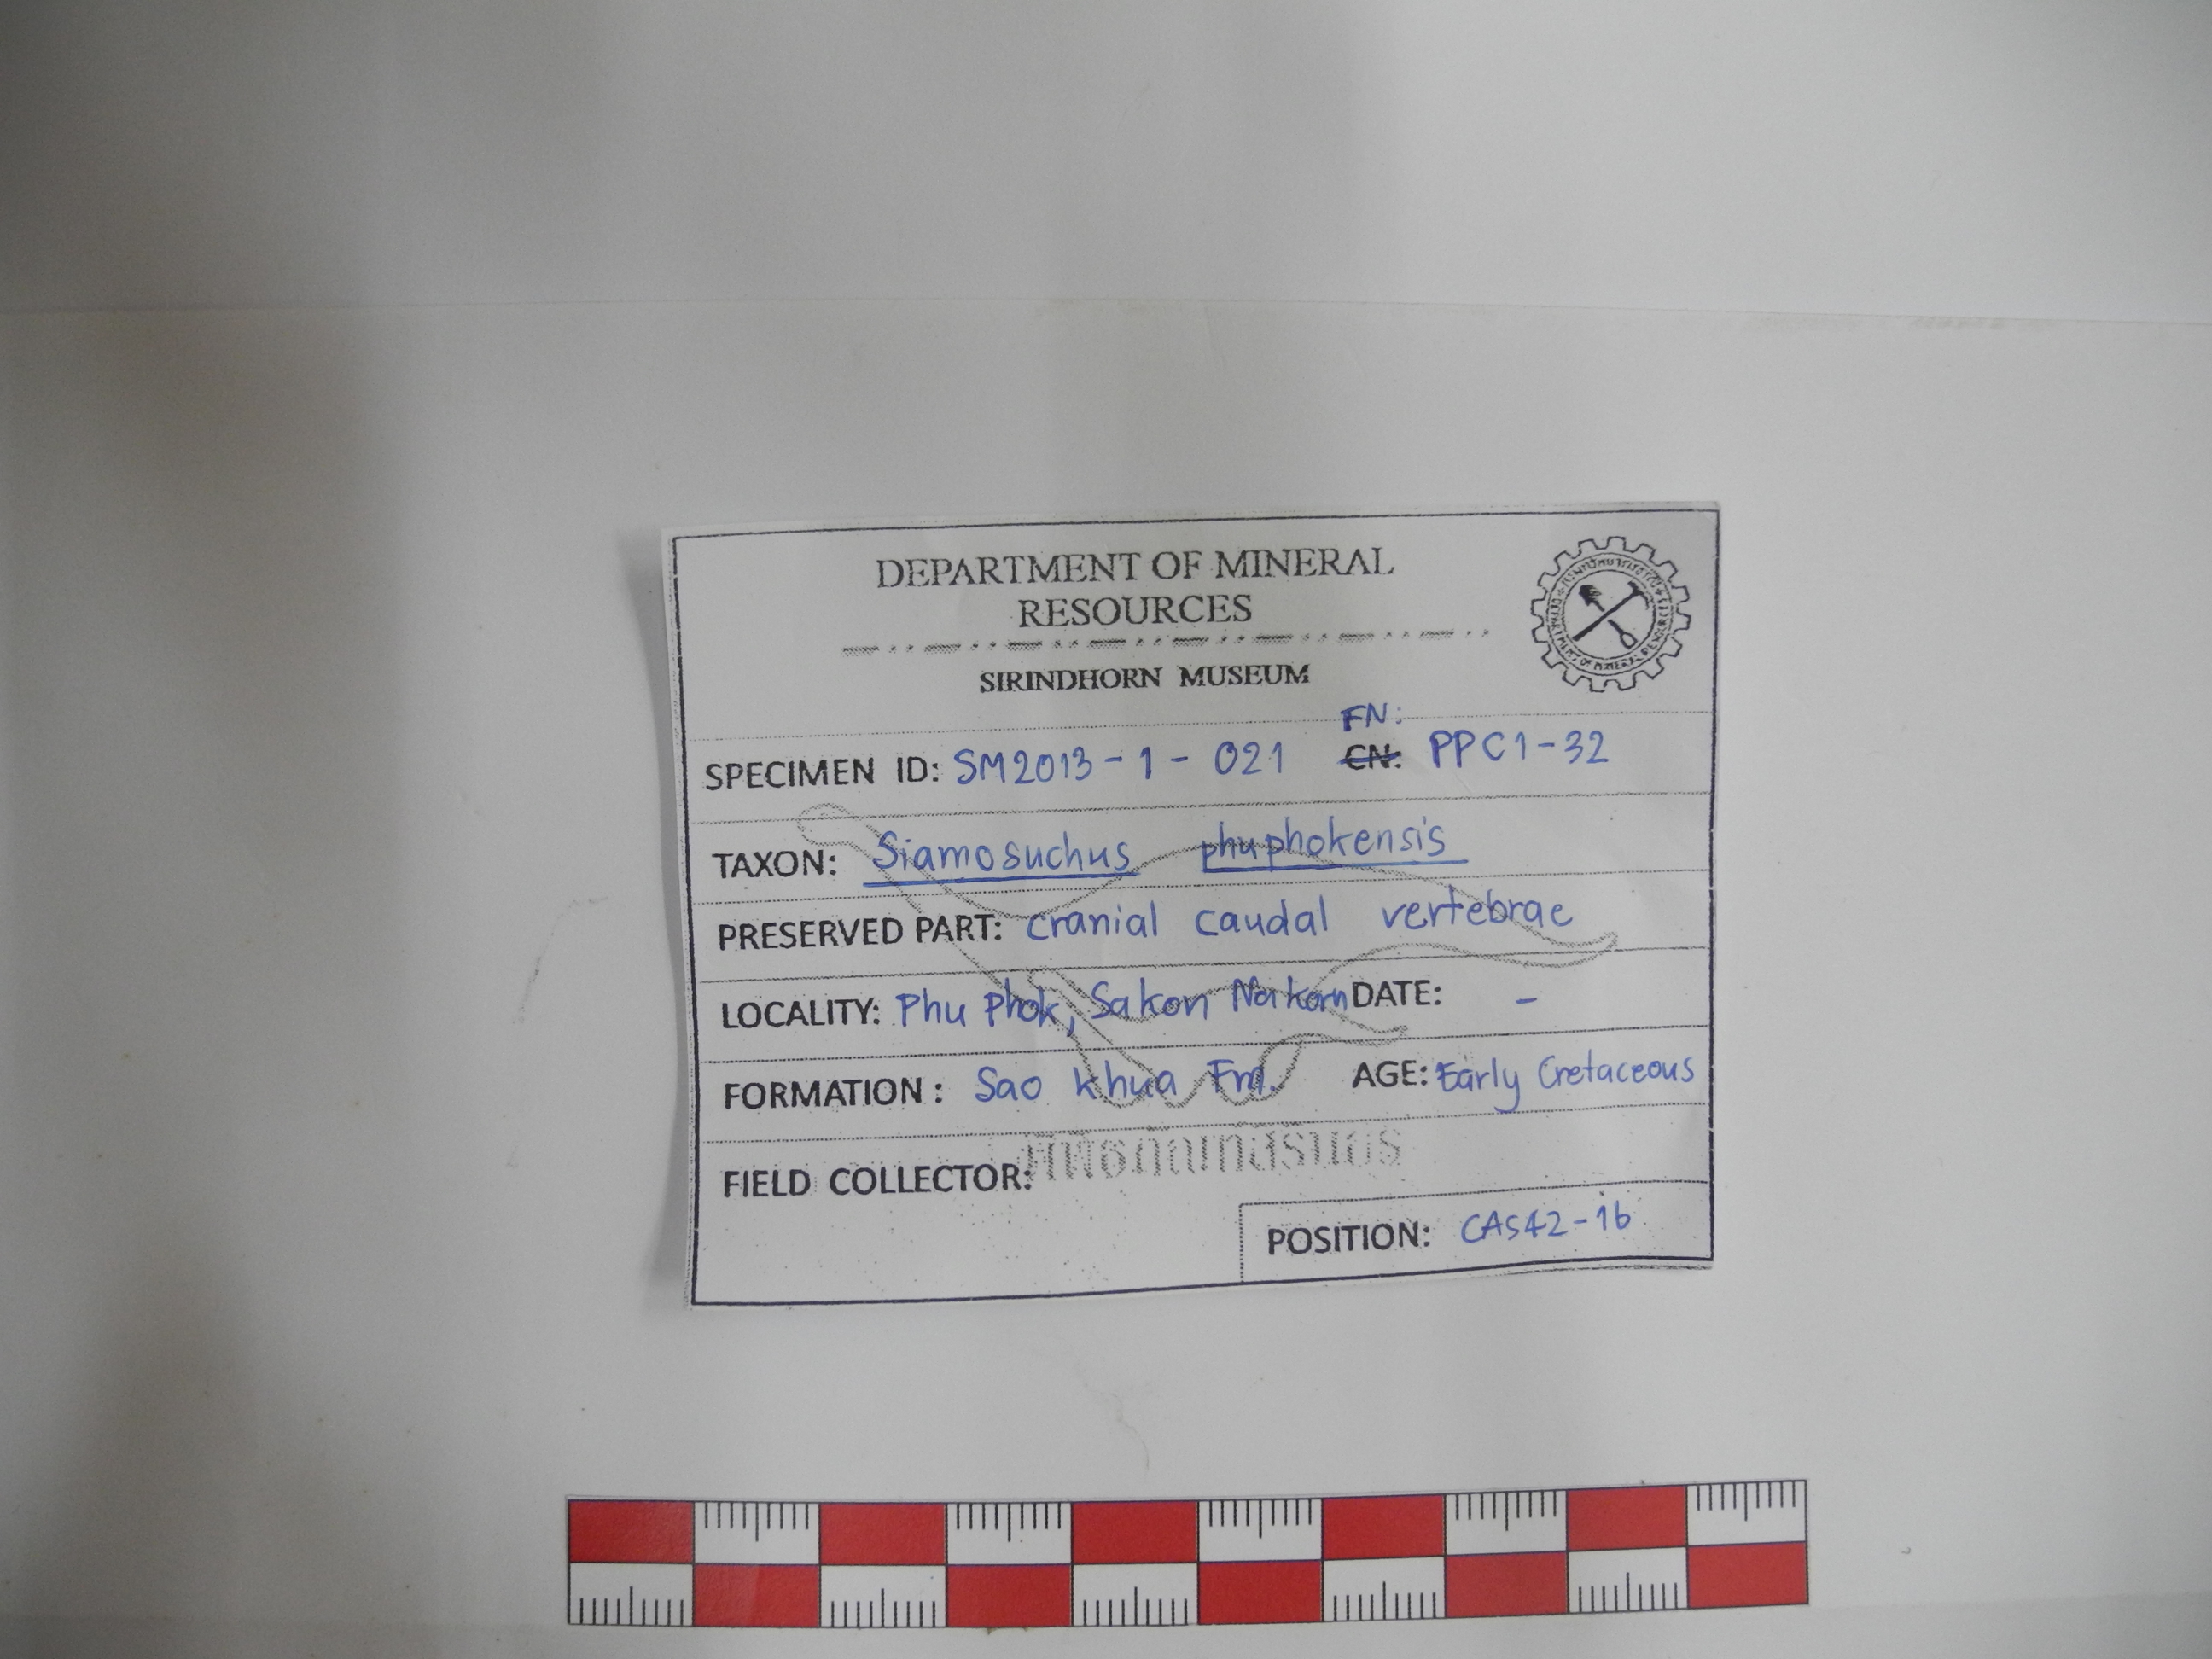 DEPARTMENT OF MINERAL
RESOURCES
SIRINDHORN MUSEUM
FN:
SPECIMEN ID: SM2013-1-021 CN: PPC1-32
TAXON: Siamosuchus phuphokensis
PRESERVED PART: cranial caudal vertebrae
LOCALITY: Phu Phok, Sakon Nakorn DATE: -
FORMATION: Sao Khua Fm. AGE: Early Cretaceous
FIELD COLLECTOR:
POSITION: CAS42-1b